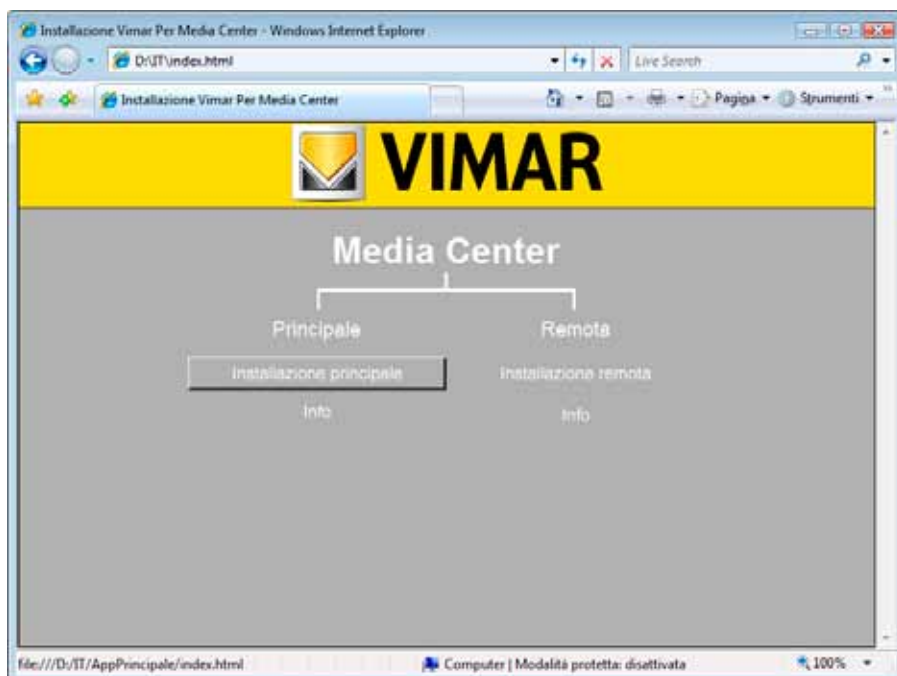 Installazione Vimar Per Media Center - Windows Internet Explorer
D:\IT\index.html
Live Search
Installazione Vimar Per Media Center
Pagina
Strumenti
VIMAR
Media Center
Principale
Remota
Installazione principale
Installazione remota
Info
Info
file:///D:/IT/AppPrincipale/index.html
Computer | Modalità protetta: disattivata
100%